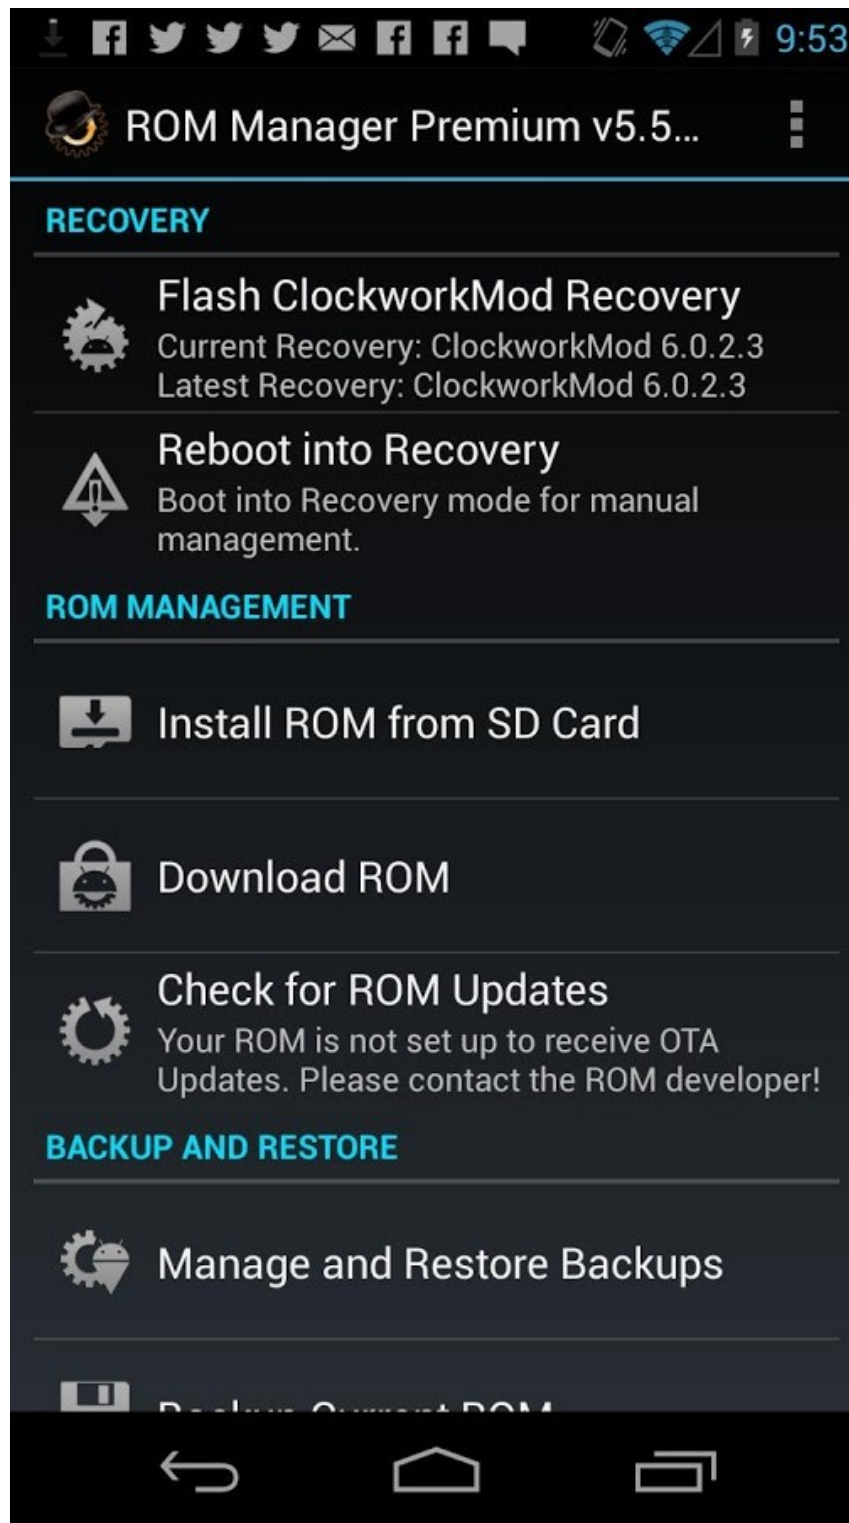 9:53
ROM Manager Premium v5.5...
RECOVERY
Flash ClockworkMod Recovery
Current Recovery: ClockworkMod 6.0.2.3
Latest Recovery: ClockworkMod 6.0.2.3
Reboot into Recovery
Boot into Recovery mode for manual
management.
ROM MANAGEMENT
Install ROM from SD Card
Download ROM
Check for ROM Updates
Your ROM is not set up to receive OTA
Updates. Please contact the ROM developer!
BACKUP AND RESTORE
Manage and Restore Backups
Backup Current ROM